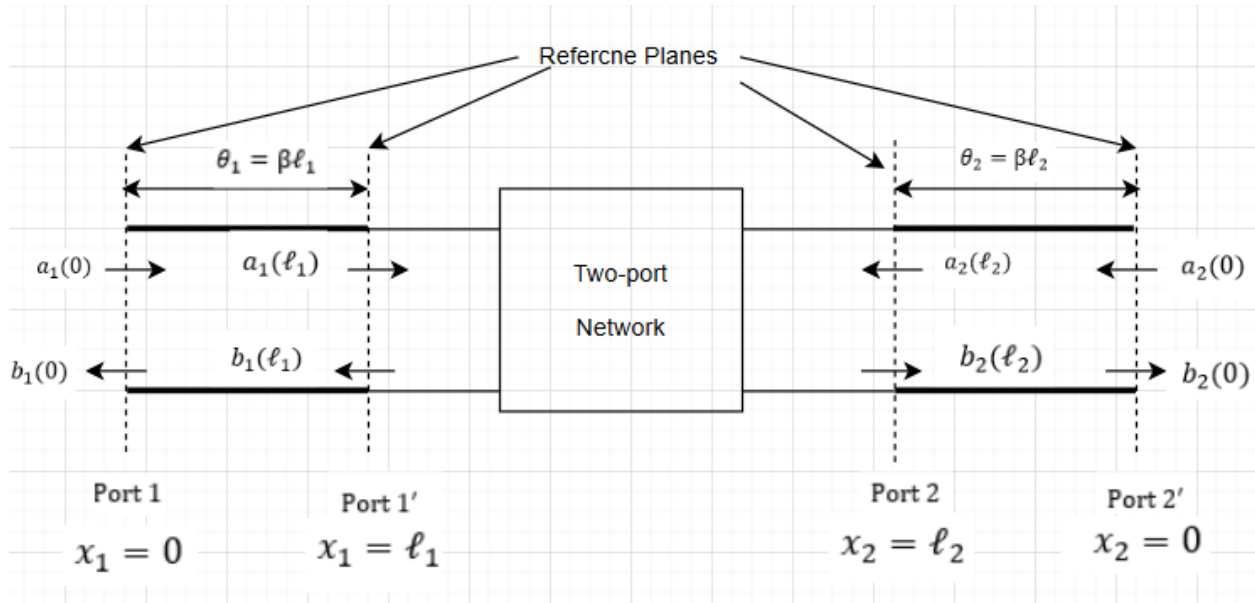 Refercne Planes
θ₁ = βℓ₁
θ₂ = βℓ₂
a₁(0)
a₁(ℓ₁)
Two-port
Network
a₂(ℓ₂)
a₂(0)
b₁(0)
b₁(ℓ₁)
b₂(ℓ₂)
b₂(0)
Port 1
Port 1′
Port 2
Port 2′
x₁ = 0
x₁ = ℓ₁
x₂ = ℓ₂
x₂ = 0